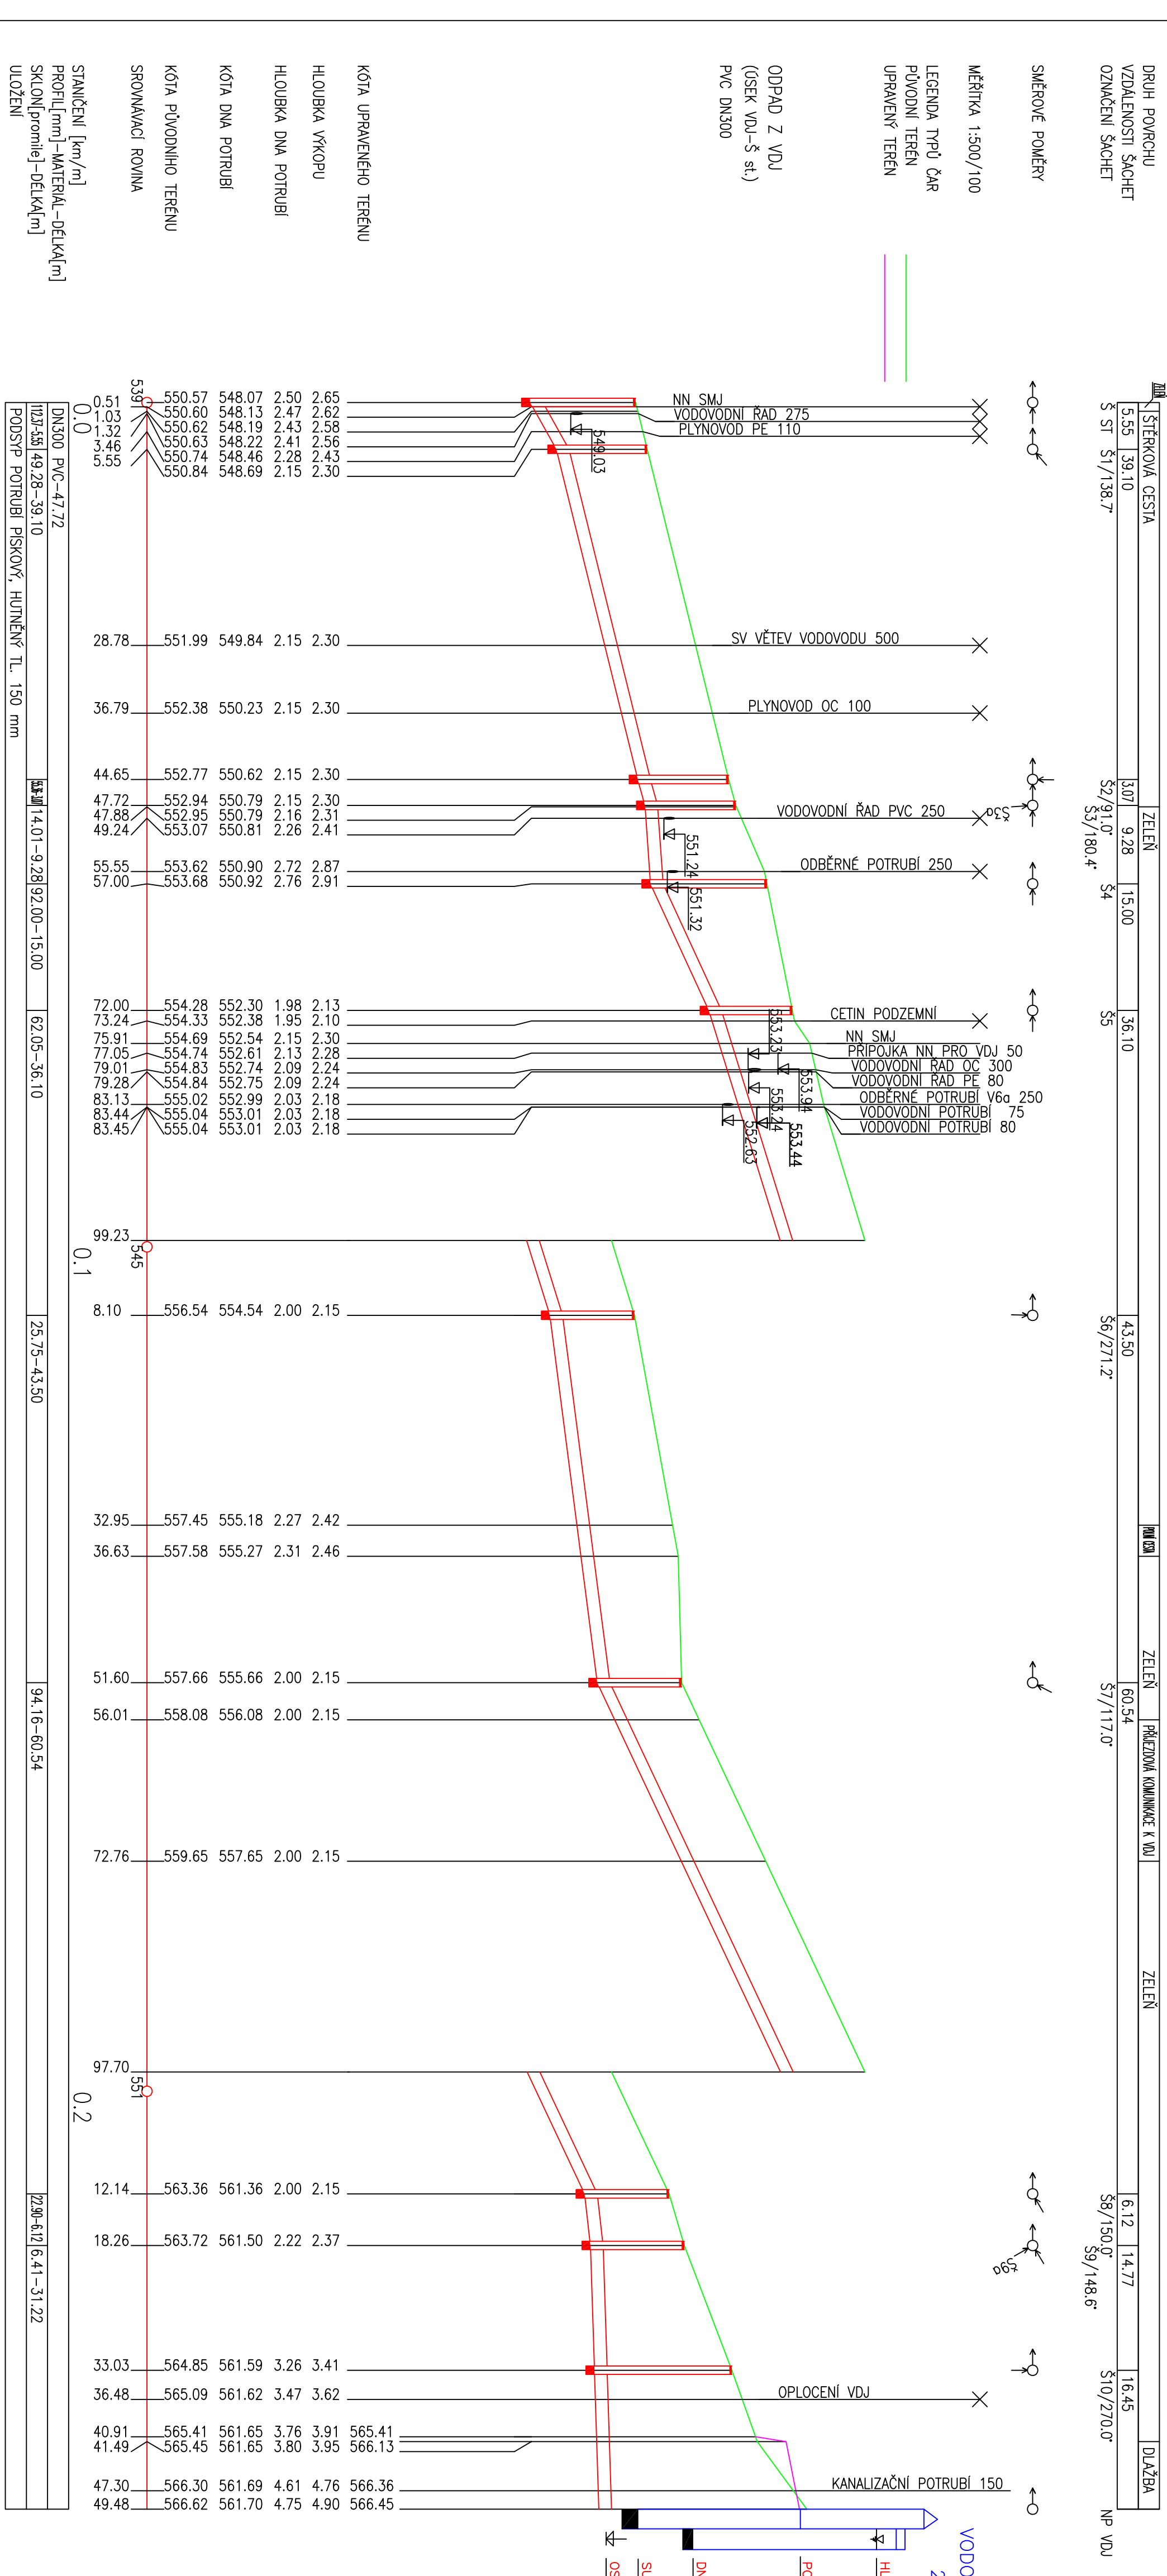 DRUH POVRCHU
ZELEŇ
ŠTĚRKOVÁ CESTA
ZELEŇ
POLNÍ CESTA
ZELEŇ
PŘÍJEZDOVÁ KOMUNIKACE K VDJ
ZELEŇ
DLAŽBA
VZDÁLENOSTI ŠACHET
5.55 39.10 3.07 9.28 15.00 36.10 43.50 60.54 6.12 14.77 16.45
OZNAČENÍ ŠACHET
Š ST Š1/138.7° Š2/91.0° Š3/180.4° Š4 Š5 Š6/271.2° Š7/117.0° Š8/150.0° Š9/148.6° Š10/270.0° NP VDJ
SMĚROVÉ POMĚRY
Š3a
Š9a
MĚŘÍTKA 1:500/100
LEGENDA TYPŮ ČAR
PŮVODNÍ TERÉN
UPRAVENÝ TERÉN
ODPAD Z VDJ
(ÚSEK VDJ-Š st.)
PVC DN300
NN SMJ
VODOVODNÍ ŘAD 275
PLYNOVOD PE 110
549.03
SV VĚTEV VODOVODU 500
PLYNOVOD OC 100
VODOVODNÍ ŘAD PVC 250
551.24
ODBĚRNÉ POTRUBÍ 250
551.32
CETIN PODZEMNÍ
NN SMJ
PŘÍPOJKA NN PRO VDJ 50
VODOVODNÍ ŘAD OC 300
VODOVODNÍ ŘAD PE 80
ODBĚRNÉ POTRUBÍ V6a 250
VODOVODNÍ POTRUBÍ 75
VODOVODNÍ POTRUBÍ 80
553.23
553.94
553.24
553.44
552.63
OPLOCENÍ VDJ
KANALIZAČNÍ POTRUBÍ 150
VODO
2
HL
PO
DN
SU
OS
KÓTA UPRAVENÉHO TERÉNU
565.41 566.13 566.36 566.45
HLOUBKA VÝKOPU
2.65 2.62 2.58 2.56 2.43 2.30 2.30 2.30 2.30 2.30 2.31 2.41 2.87 2.91 2.13 2.10 2.30 2.28 2.24 2.24 2.18 2.18 2.18 2.15 2.42 2.46 2.15 2.15 2.15 2.15 2.37 3.41 3.62 3.91 3.95 4.76 4.90
HLOUBKA DNA POTRUBÍ
2.50 2.47 2.43 2.41 2.28 2.15 2.15 2.15 2.15 2.15 2.16 2.26 2.72 2.76 1.98 1.95 2.15 2.13 2.09 2.09 2.03 2.03 2.03 2.00 2.27 2.31 2.00 2.00 2.00 2.00 2.22 3.26 3.47 3.76 3.80 4.61 4.75
KÓTA DNA POTRUBÍ
548.07 548.13 548.19 548.22 548.46 548.69 549.84 550.23 550.62 550.79 550.79 550.81 550.90 550.92 552.30 552.38 552.54 552.61 552.74 552.75 552.99 553.01 553.01 554.54 555.18 555.27 555.66 556.08 557.65 561.36 561.50 561.59 561.62 561.65 561.65 561.69 561.70
KÓTA PŮVODNÍHO TERÉNU
550.57 550.60 550.62 550.63 550.74 550.84 551.99 552.38 552.77 552.94 552.95 553.07 553.62 553.68 554.28 554.33 554.69 554.74 554.83 554.84 555.02 555.04 555.04 556.54 557.45 557.58 557.66 558.08 559.65 563.36 563.72 564.85 565.09 565.41 565.45 566.30 566.62
SROVNÁVACÍ ROVINA
539 545 551
0.51 1.03 1.32 3.46 5.55 28.78 36.79 44.65 47.72 47.88 49.24 55.55 57.00 72.00 73.24 75.91 77.05 79.01 79.28 83.13 83.44 83.45 99.23 8.10 32.95 36.63 51.60 56.01 72.76 97.70 12.14 18.26 33.03 36.48 40.91 41.49 47.30 49.48
STANIČENÍ [km/m]
0.0 0.1 0.2
PROFIL[mm]-MATERIÁL-DÉLKA[m]
DN300 PVC-47.72
SKLON[promile]-DÉLKA[m]
112.37-5.55 49.28-39.10 14.01-9.28 92.00-15.00 62.05-36.10 25.75-43.50 94.16-60.54 22.90-6.12 6.41-31.22
ULOŽENÍ
PODSYP POTRUBÍ PÍSKOVÝ, HUTNĚNÝ TL. 150 mm